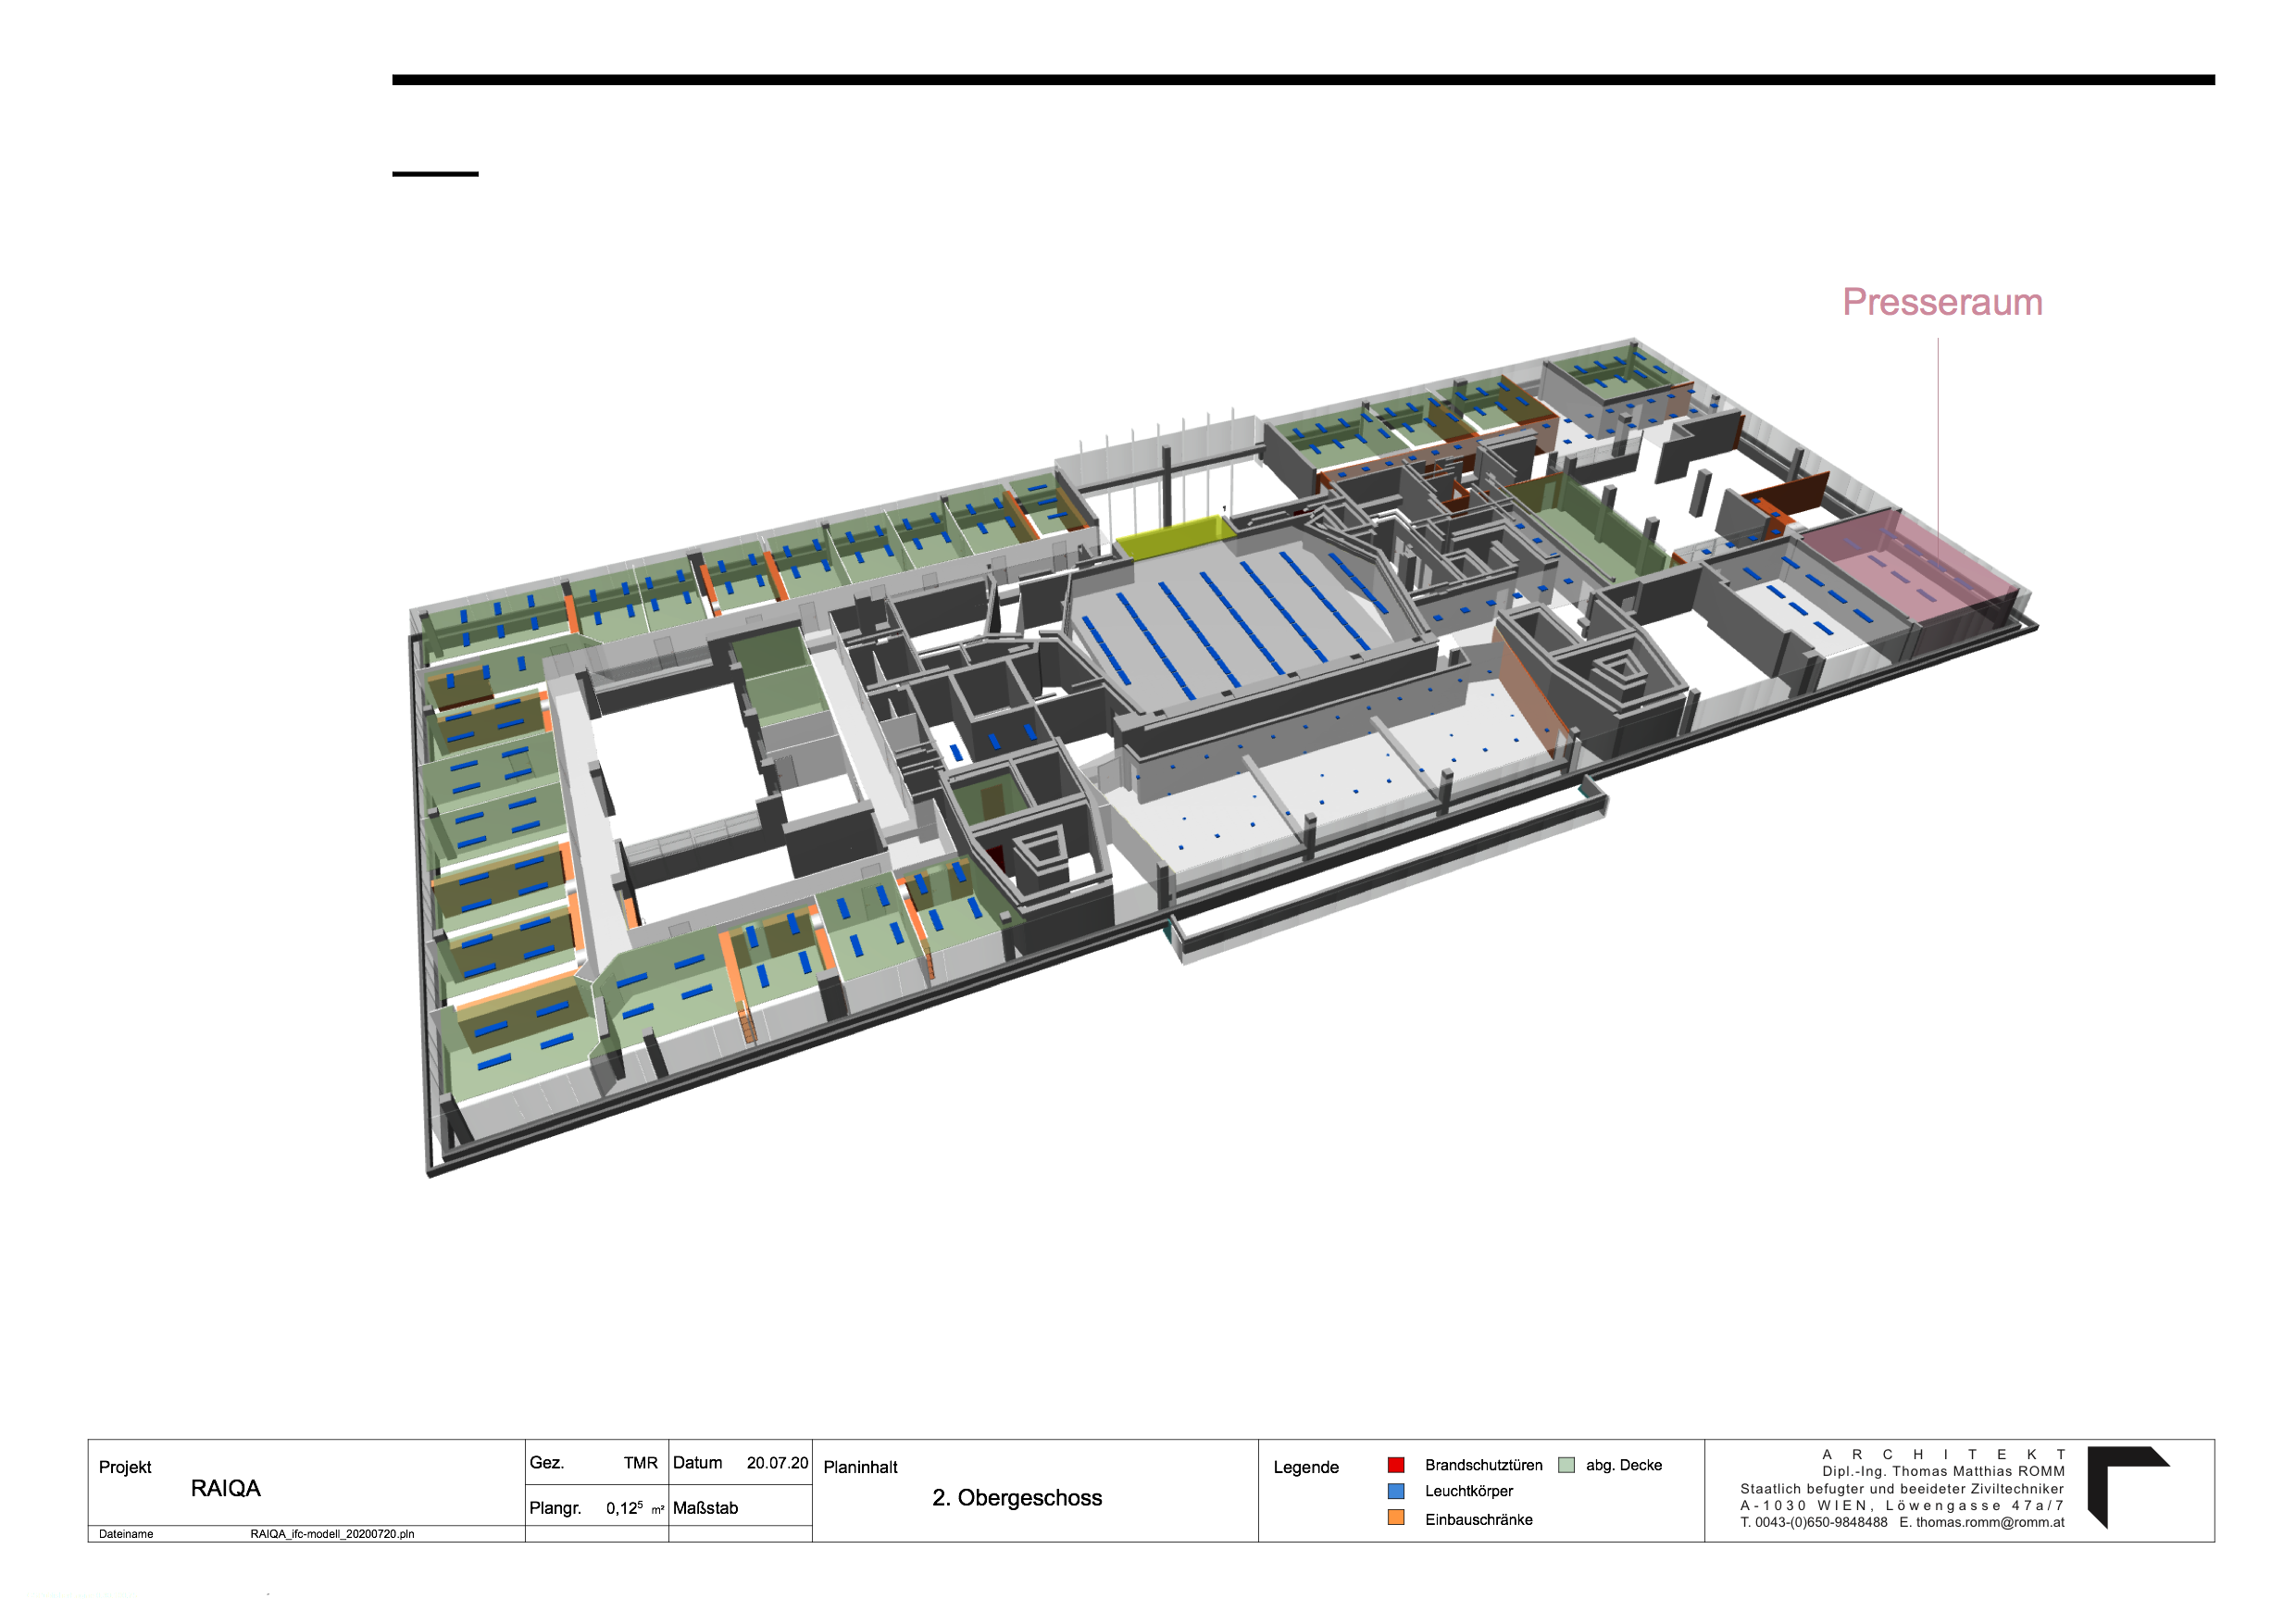 Presseraum
Projekt
RAIQA
Gez. TMR
Datum 20.07.20
Plangr. 0,12⁵ m²
Maßstab
Dateiname RAIQA_ifc-modell_20200720.pln
Planinhalt
2. Obergeschoss
Legende
Brandschutztüren
abg. Decke
Leuchtkörper
Einbauschränke
ARCHITEKT
Dipl.-Ing. Thomas Matthias ROMM
Staatlich befugter und beeideter Ziviltechniker
A-1030 WIEN, Löwengasse 47a/7
T. 0043-(0)650-9848488 E. thomas.romm@romm.at